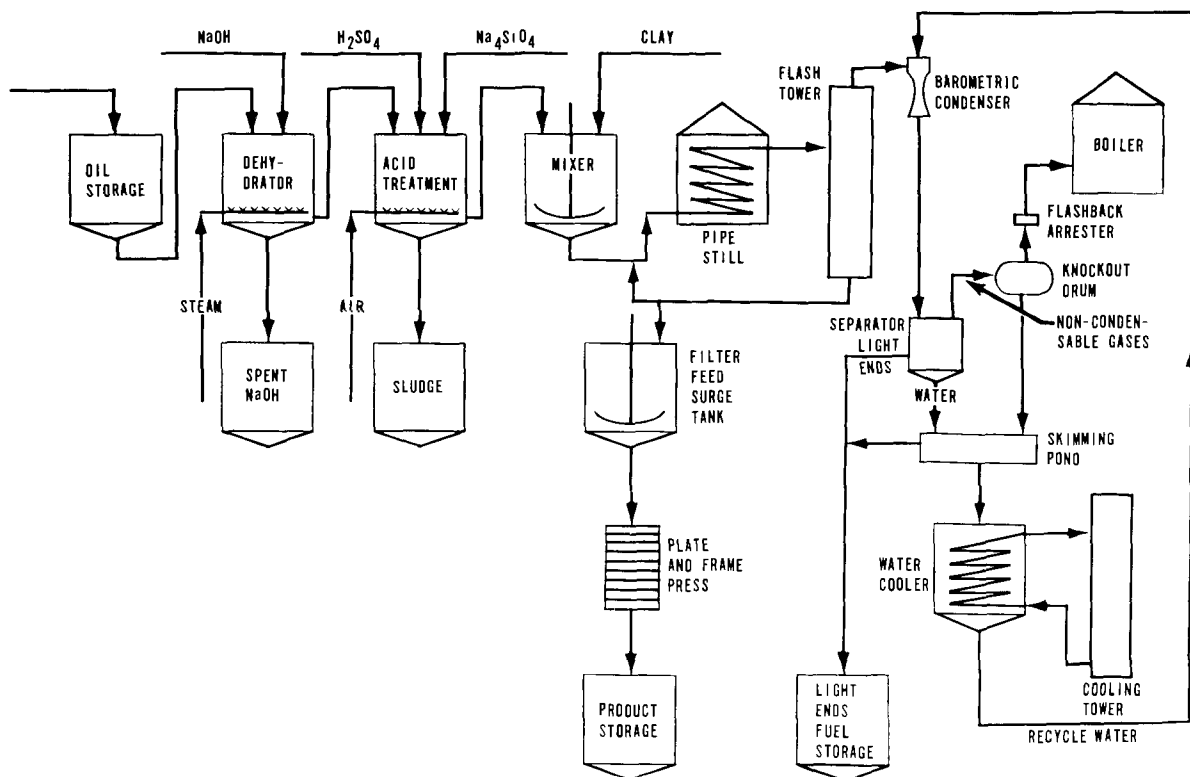 NaOH
H₂SO₄
Na₄SiO₄
CLAY
FLASH
TOWER
BAROMETRIC
CONDENSER
OIL
STORAGE
DEHY-
DRATOR
ACID
TREATMENT
MIXER
BOILER
PIPE
STILL
FLASHBACK
ARRESTER
KNOCKOUT
DRUM
STEAM
AIR
NON-CONDEN-
SABLE GASES
SEPARATOR
LIGHT
ENDS
WATER
SPENT
NaOH
SLUDGE
FILTER
FEED
SURGE
TANK
SKIMMING
POND
PLATE
AND FRAME
PRESS
WATER
COOLER
PRODUCT
STORAGE
LIGHT
ENDS
FUEL
STORAGE
COOLING
TOWER
RECYCLE WATER